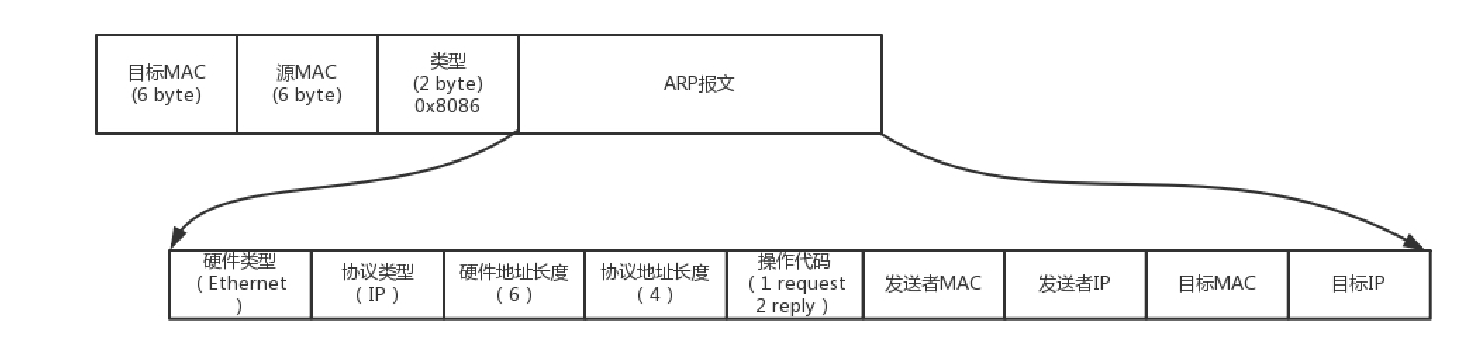 目标MAC
(6 byte)
源MAC
(6 byte)
类型
(2 byte)
0x8086
ARP报文
硬件类型
( Ethernet
)
协议类型
( IP )
硬件地址长度
( 6 )
协议地址长度
( 4 )
操作代码
( 1 request
2 reply )
发送者MAC
发送者IP
目标MAC
目标IP